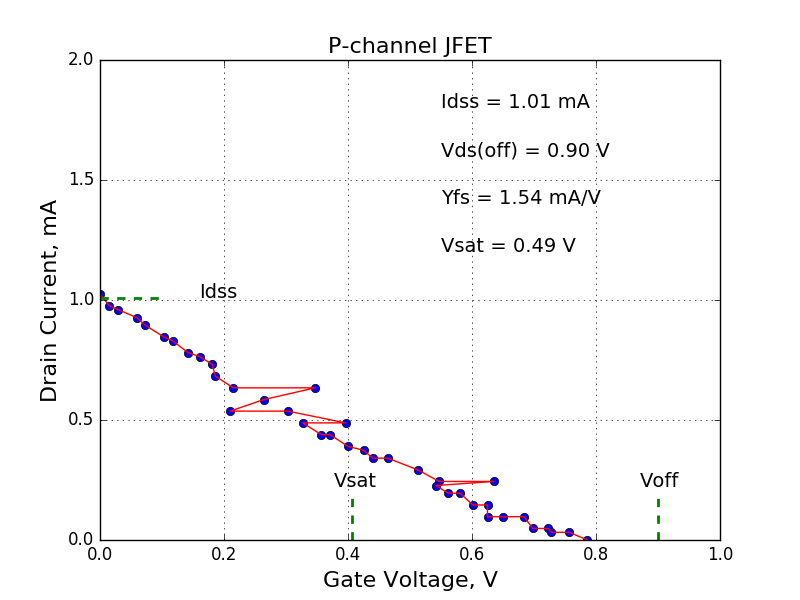 P-channel JFET
2.0
1.5
1.0
0.5
0.0
Drain Current, mA
Idss = 1.01 mA
Vds(off) = 0.90 V
Yfs = 1.54 mA/V
Vsat = 0.49 V
Idss
Vsat
Voff
0.0
0.2
0.4
0.6
0.8
1.0
Gate Voltage, V